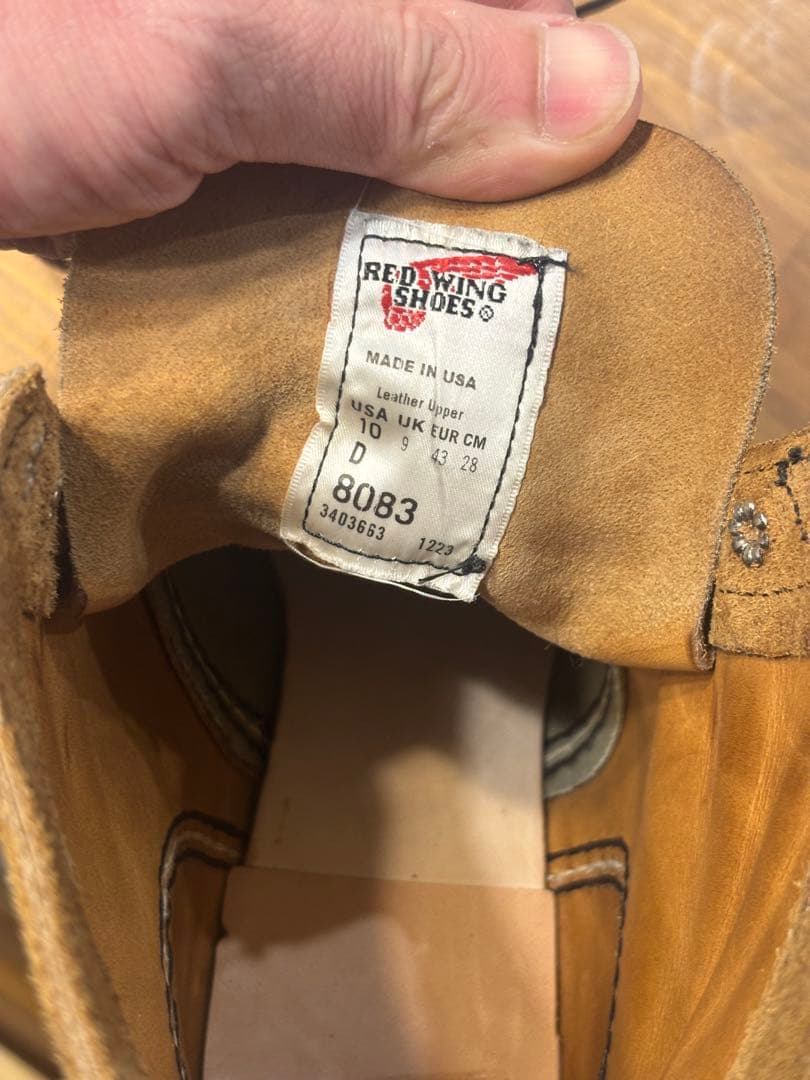 RED WING
SHOES®
MADE IN USA
Leather Upper
USA UK EUR CM
10 9 43 28
D
8083
3403663 1223